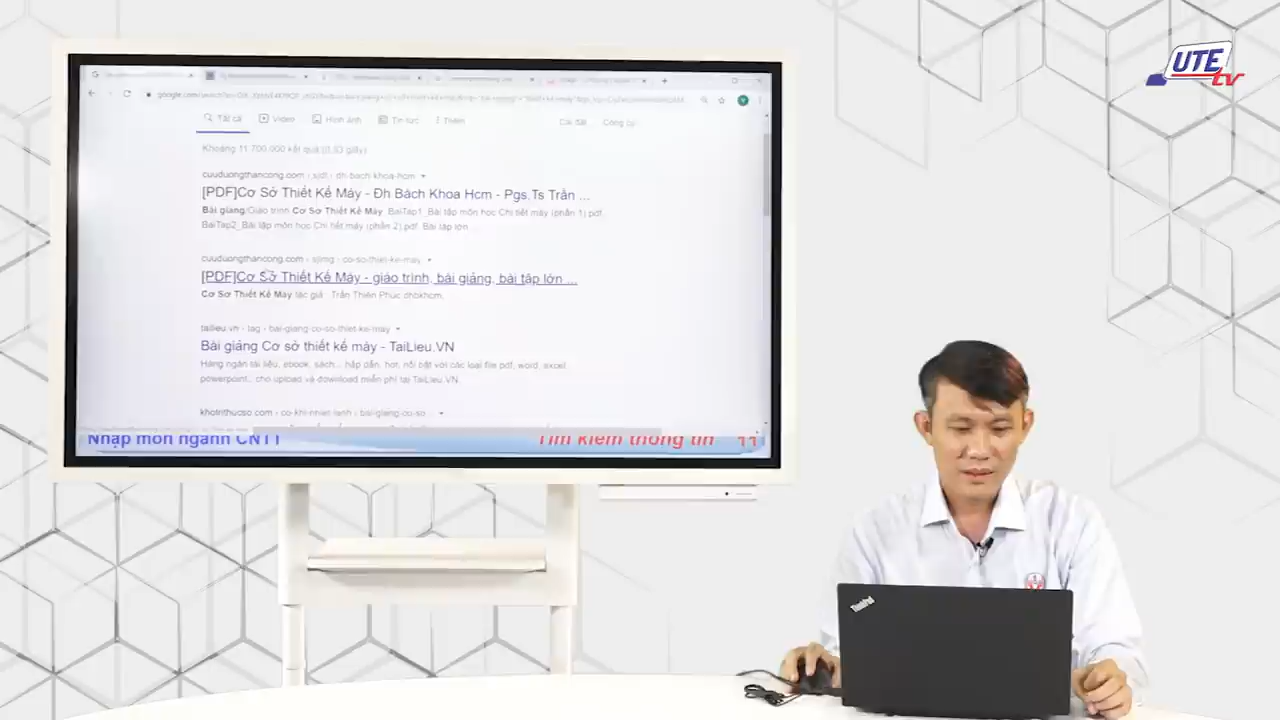 UTE
tv
Tất cả Video Hình ảnh Tin tức Thêm Cài đặt Công cụ
Khoảng 11.700.000 kết quả
cuuduongthancong.com › sjdt › dh-bach-khoa-hcm
[PDF]Cơ Sở Thiết Kế Máy - Đh Bách Khoa Hcm - Pgs.Ts Trần ...
Bài giảng/Giáo trình Cơ Sở Thiết Kế Máy. BaiTap1_Bài tập môn học Chi tiết máy (phần 1).pdf.
BaiTap2_Bài tập môn học Chi tiết máy (phần 2).pdf. Bài tập lớn ...
cuuduongthancong.com › sjimg › co-so-thiet-ke-may
[PDF]Cơ Sở Thiết Kế Máy - giáo trình, bài giảng, bài tập lớn ...
Cơ Sở Thiết Kế Máy tác giả : Trần Thiên Phúc dhbkhcm.
tailieu.vn › tag › bai-giang-co-so-thiet-ke-may
Bài giảng Cơ sở thiết kế máy - TaiLieu.VN
Hàng ngàn tài liệu, ebook, sách... hấp dẫn, hot, nổi bật với các loại file pdf, word, excel,
powerpoint,.. cho upload và download miễn phí tại TaiLieu.VN.
khotrithucso.com › co-khi-nhiet-lanh › bai-giang-co-so-...
Nhập môn ngành CNTT Tìm kiếm thông tin 11
ThinkPad